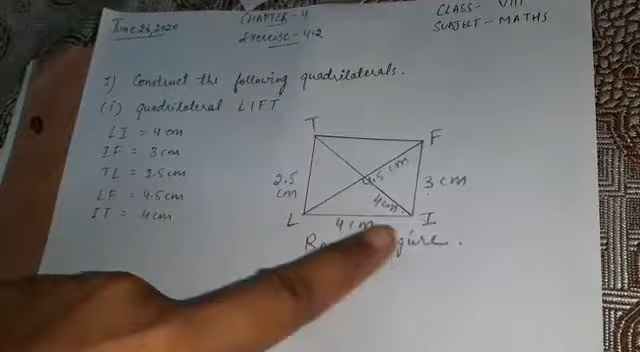 June 26, 2020
CHAPTER - 4
Exercise - 4.2
CLASS - VIII
SUBJECT - MATHS
I) Construct the following quadrilaterals.
(i) quadrilateral LIFT
LI = 4 cm
IF = 3 cm
TL = 2.5 cm
LF = 4.5 cm
IT = 4 cm
T
F
4.5 cm
2.5
cm
3 cm
4 cm
L
I
4 cm